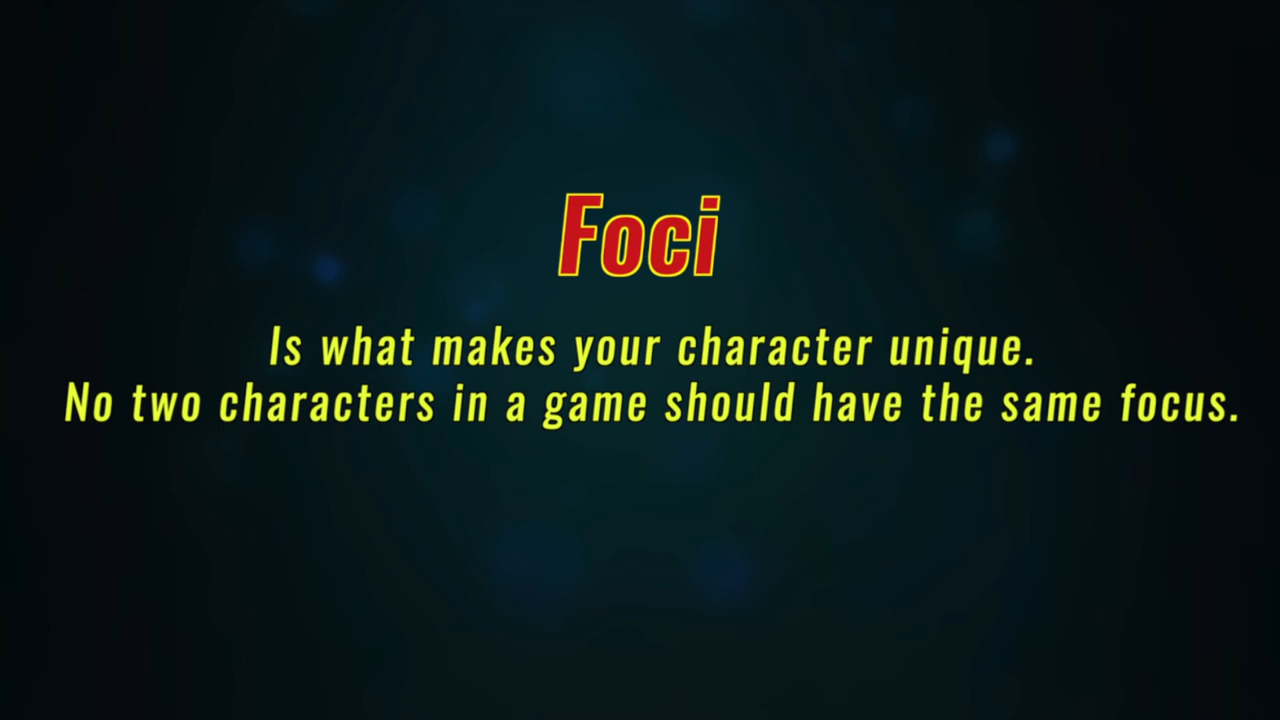 Foci
Is what makes your character unique.
No two characters in a game should have the same focus.